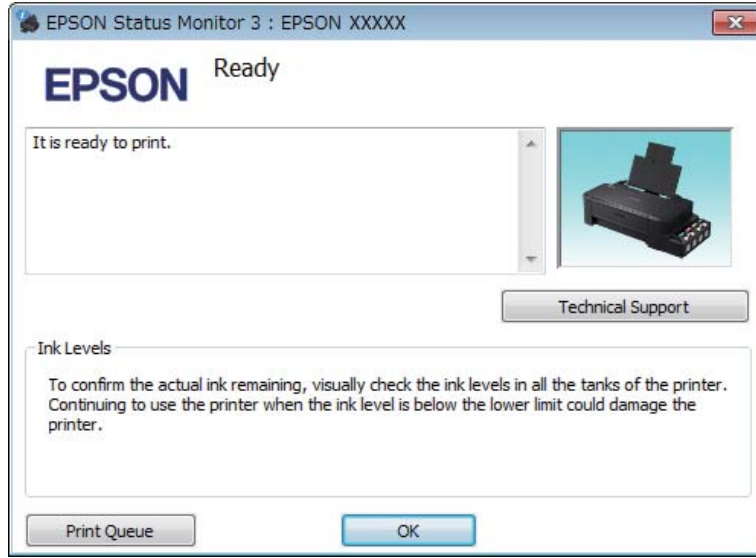 EPSON Status Monitor 3 : EPSON XXXXX
EPSON
Ready
It is ready to print.
Technical Support
Ink Levels
To confirm the actual ink remaining, visually check the ink levels in all the tanks of the printer.
Continuing to use the printer when the ink level is below the lower limit could damage the
printer.
Print Queue
OK